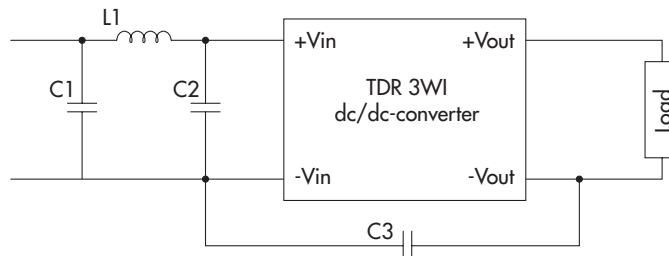 L1
C1
C2
+Vin
+Vout
TDR 3WI
dc/dc-converter
Load
-Vin
-Vout
C3